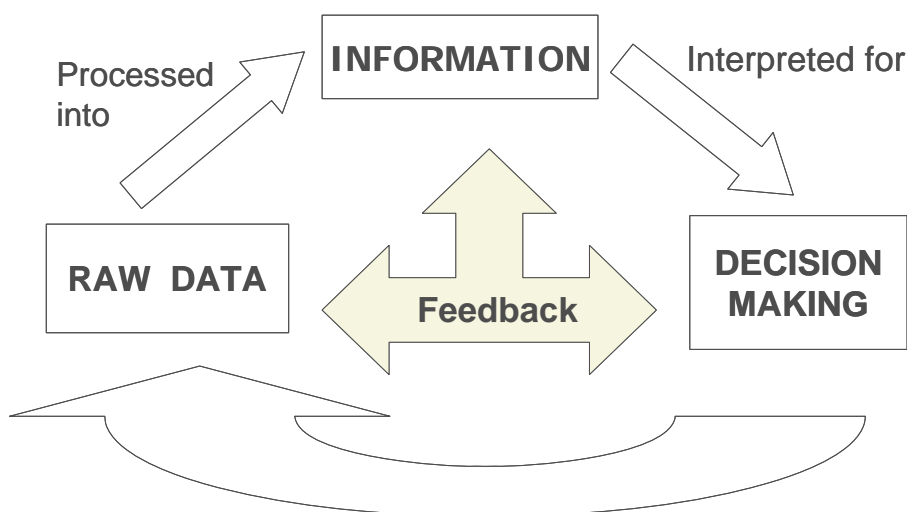 INFORMATION
Interpreted for
Processed
into
RAW DATA
Feedback
DECISION
MAKING